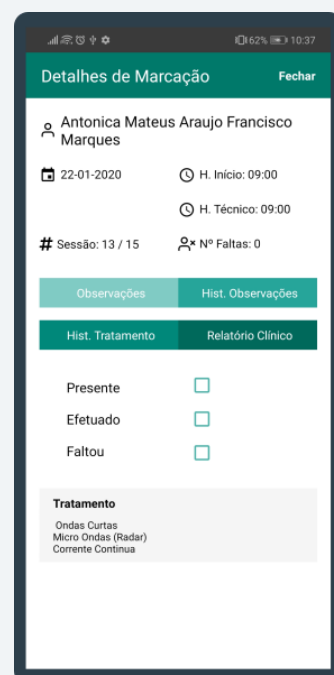 62% 10:37
Detalhes de Marcação Fechar
Antonica Mateus Araujo Francisco
Marques
22-01-2020 H. Início: 09:00
H. Técnico: 09:00
# Sessão: 13 / 15 Nº Faltas: 0
Observações Hist. Observações
Hist. Tratamento Relatório Clínico
Presente
Efetuado
Faltou
Tratamento
Ondas Curtas
Micro Ondas (Radar)
Corrente Continua